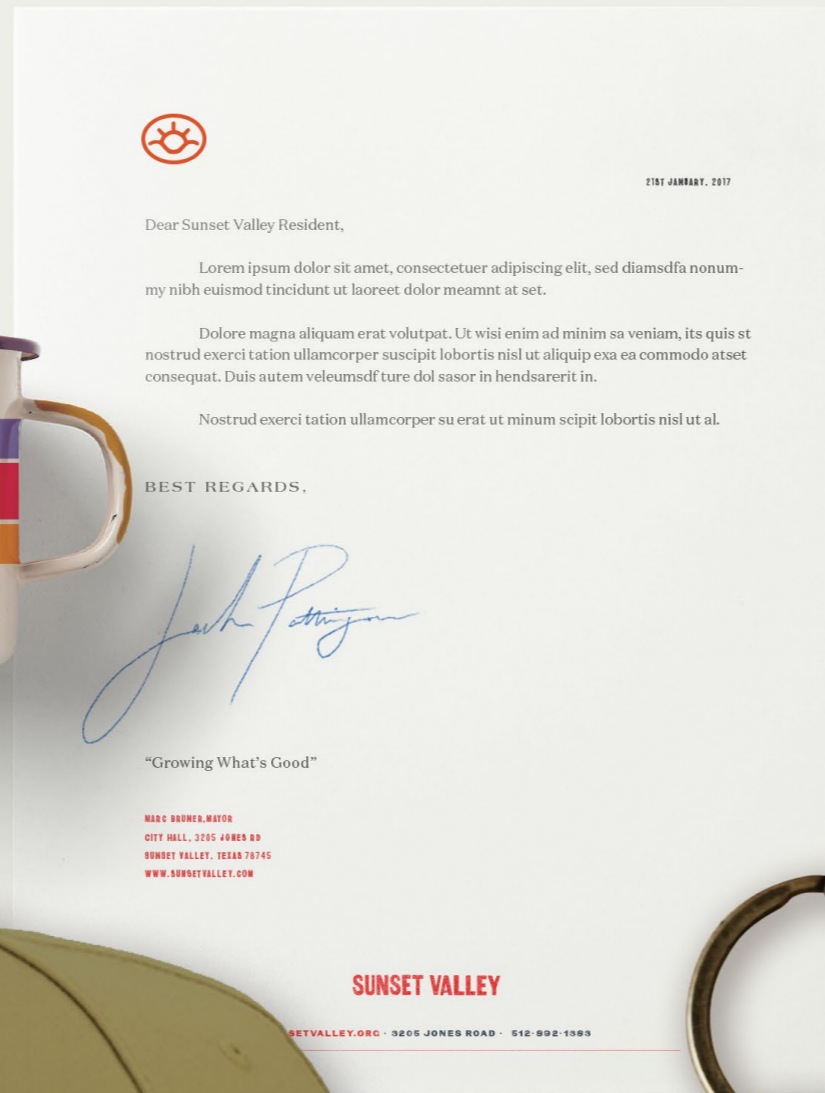 21ST JANUARY, 2017
Dear Sunset Valley Resident,
Lorem ipsum dolor sit amet, consectetuer adipiscing elit, sed diamsdfa nonum-
my nibh euismod tincidunt ut laoreet dolor meamnt at set.
Dolore magna aliquam erat volutpat. Ut wisi enim ad minim sa veniam, its quis st
nostrud exerci tation ullamcorper suscipit lobortis nisl ut aliquip exa ea commodo atset
consequat. Duis autem veleumsdf ture dol sasor in hendsarerit in.
Nostrud exerci tation ullamcorper su erat ut minum scipit lobortis nisl ut al.
BEST REGARDS,
"Growing What's Good"
MARC BRUNER, MAYOR
CITY HALL, 3205 JONES RD
SUNSET VALLEY, TEXAS 78745
WWW.SUNSETVALLEY.COM
SUNSET VALLEY
SETVALLEY.ORG · 3205 JONES ROAD · 512·892·1383